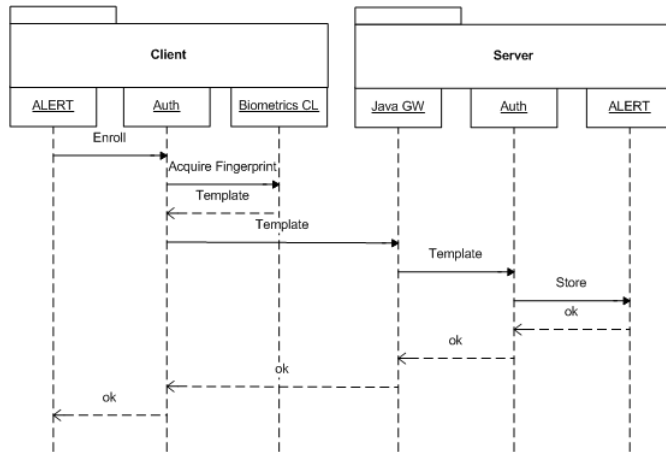 Client
Server
ALERT
Auth
Biometrics CL
Java GW
Auth
ALERT
Enroll
Acquire Fingerprint
Template
Template
Template
Store
ok
ok
ok
ok